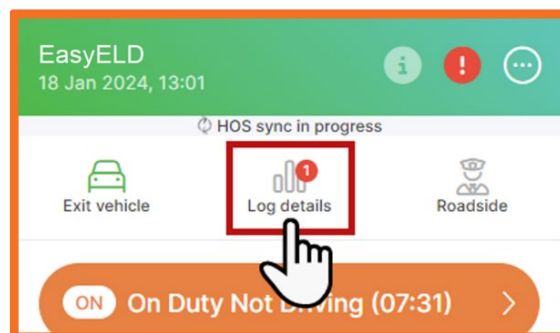 EasyELD
18 Jan 2024, 13:01
i ! ...
HOS sync in progress
1
Exit vehicle Log details Roadside
ON On Duty Not Driving (07:31) >